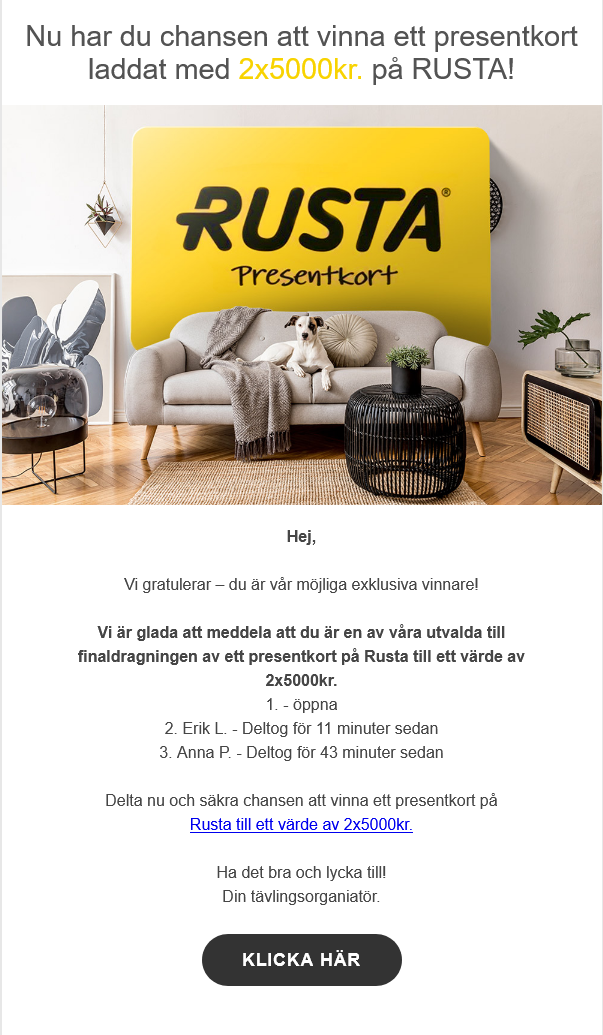 Nu har du chansen att vinna ett presentkort
laddat med 2x5000kr. på RUSTA!
RUSTA®
Presentkort
Hej,
Vi gratulerar – du är vår möjliga exklusiva vinnare!
Vi är glada att meddela att du är en av våra utvalda till
finaldragningen av ett presentkort på Rusta till ett värde av
2x5000kr.
1. - öppna
2. Erik L. - Deltog för 11 minuter sedan
3. Anna P. - Deltog för 43 minuter sedan
Delta nu och säkra chansen att vinna ett presentkort på
Rusta till ett värde av 2x5000kr.
Ha det bra och lycka till!
Din tävlingsorganiatör.
KLICKA HÄR